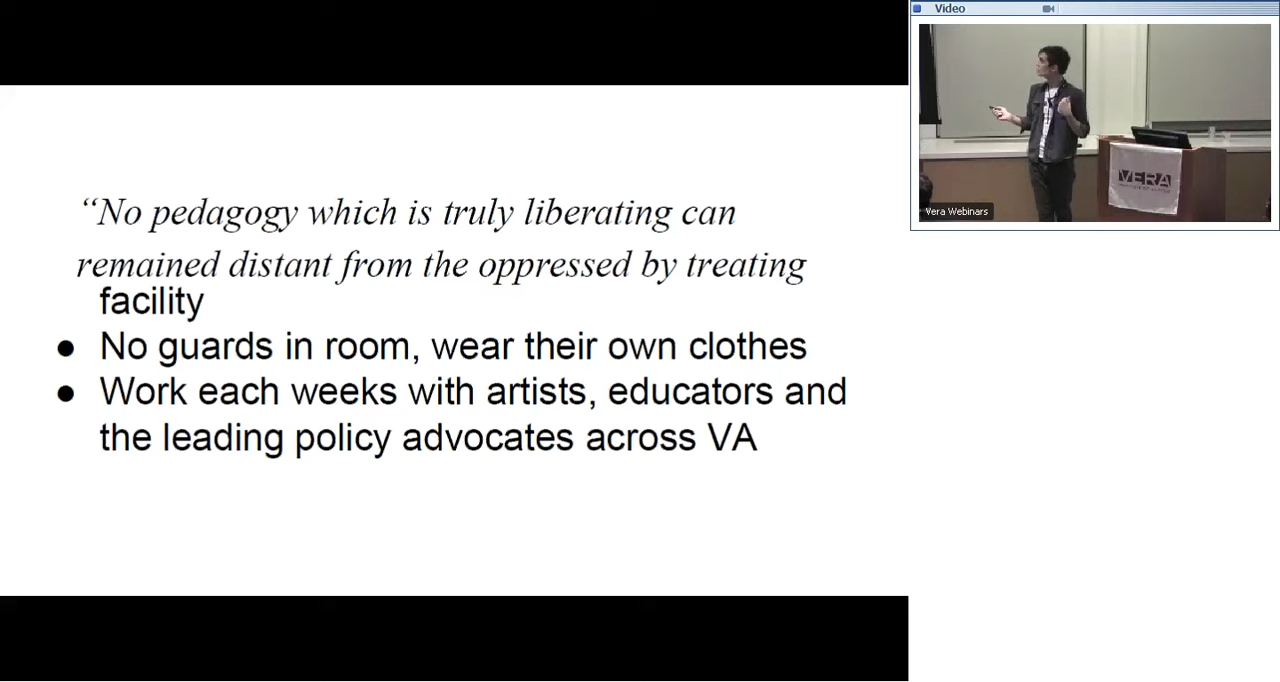 “No pedagogy which is truly liberating can
remained distant from the oppressed by treating
facility
● No guards in room, wear their own clothes
● Work each weeks with artists, educators and
the leading policy advocates across VA
Video
VERA
Vera Webinars